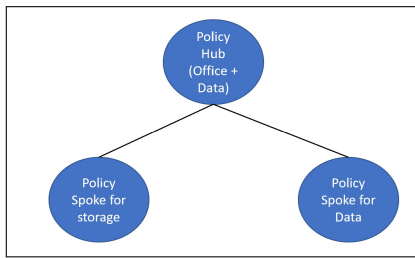 Policy
Hub
(Office +
Data)
Policy
Spoke for
storage
Policy
Spoke for
Data